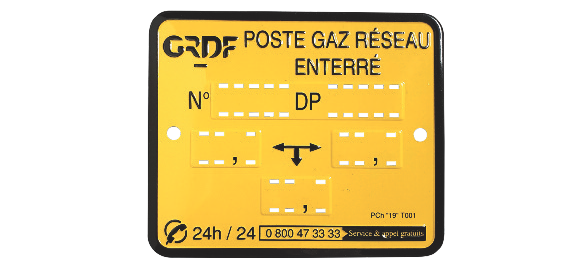 GRDF POSTE GAZ RÉSEAU
ENTERRÉ
N° DP
, ,
,
PCh "19" T001
24h / 24 0 800 47 33 33 Service & appel gratuits